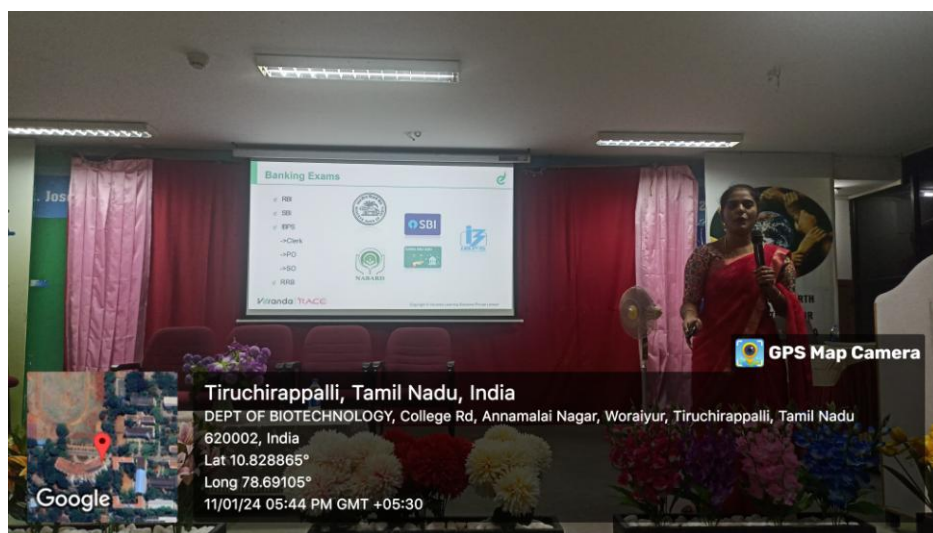 Banking Exams
RBI
SBI
IBPS
->Clerk
->PO
->SO
RRB
SBI
NABARD
Veranda RACE
. Jos
GPS Map Camera
Tiruchirappalli, Tamil Nadu, India
DEPT OF BIOTECHNOLOGY, College Rd, Annamalai Nagar, Woraiyur, Tiruchirappalli, Tamil Nadu
620002, India
Lat 10.828865°
Long 78.69105°
11/01/24 05:44 PM GMT +05:30
Google